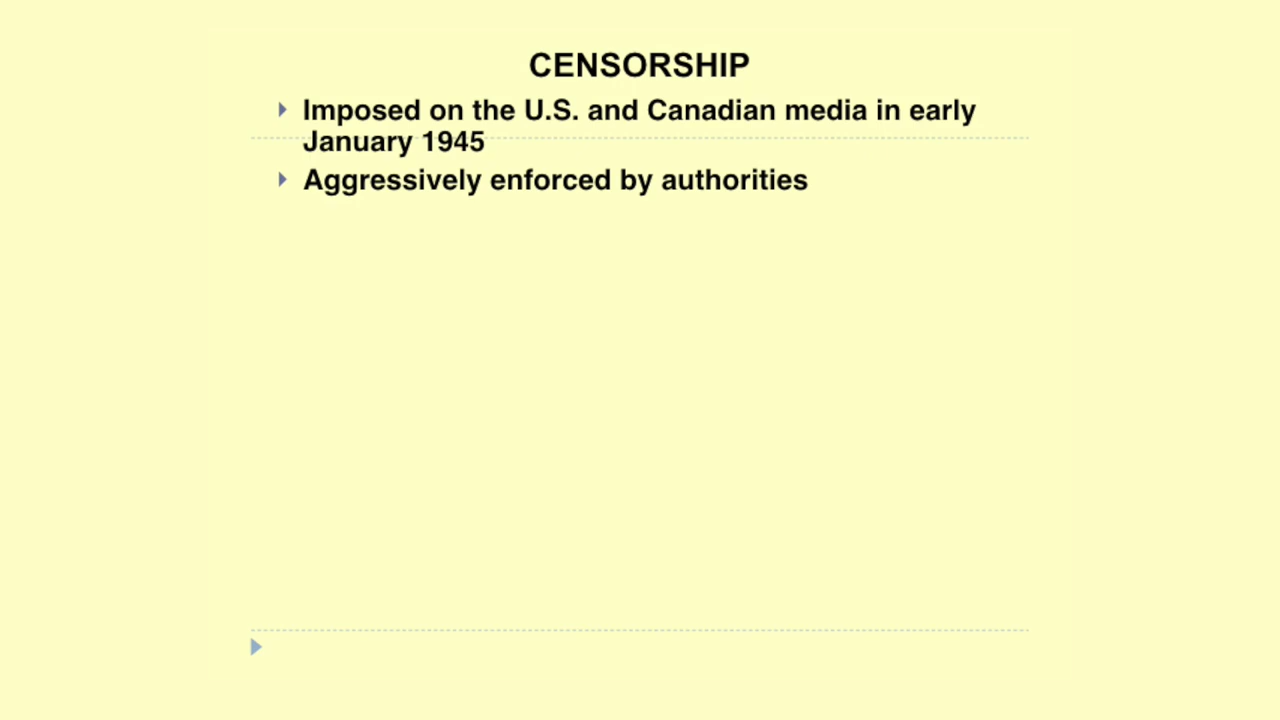 CENSORSHIP
Imposed on the U.S. and Canadian media in early
January 1945
Aggressively enforced by authorities